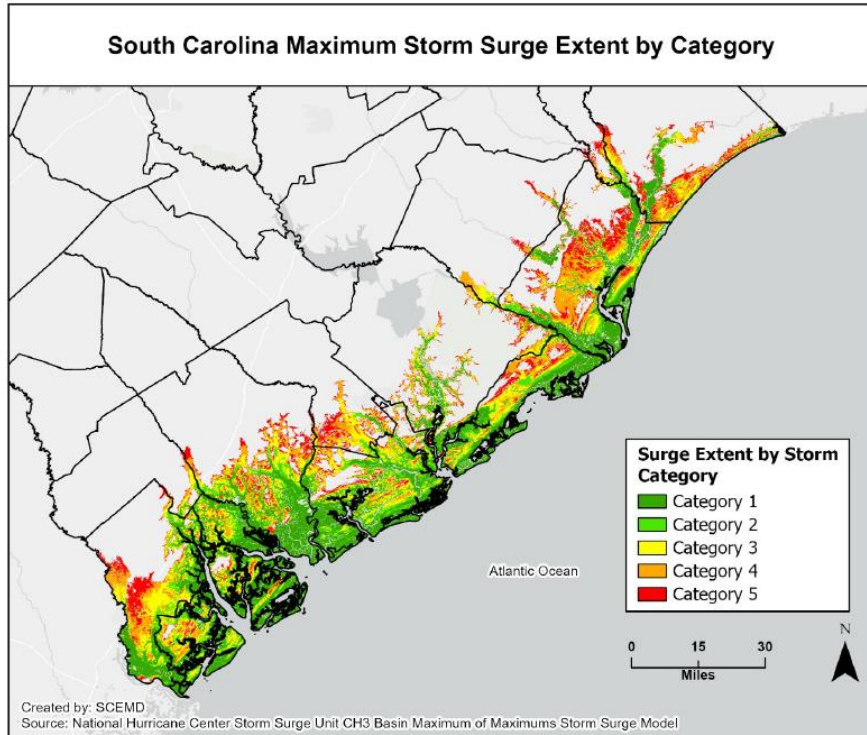 South Carolina Maximum Storm Surge Extent by Category
Surge Extent by Storm
Category
Category 1
Category 2
Category 3
Category 4
Category 5
Atlantic Ocean
0 15 30
Miles
N
Created by: SCEMD
Source: National Hurricane Center Storm Surge Unit CH3 Basin Maximum of Maximums Storm Surge Model